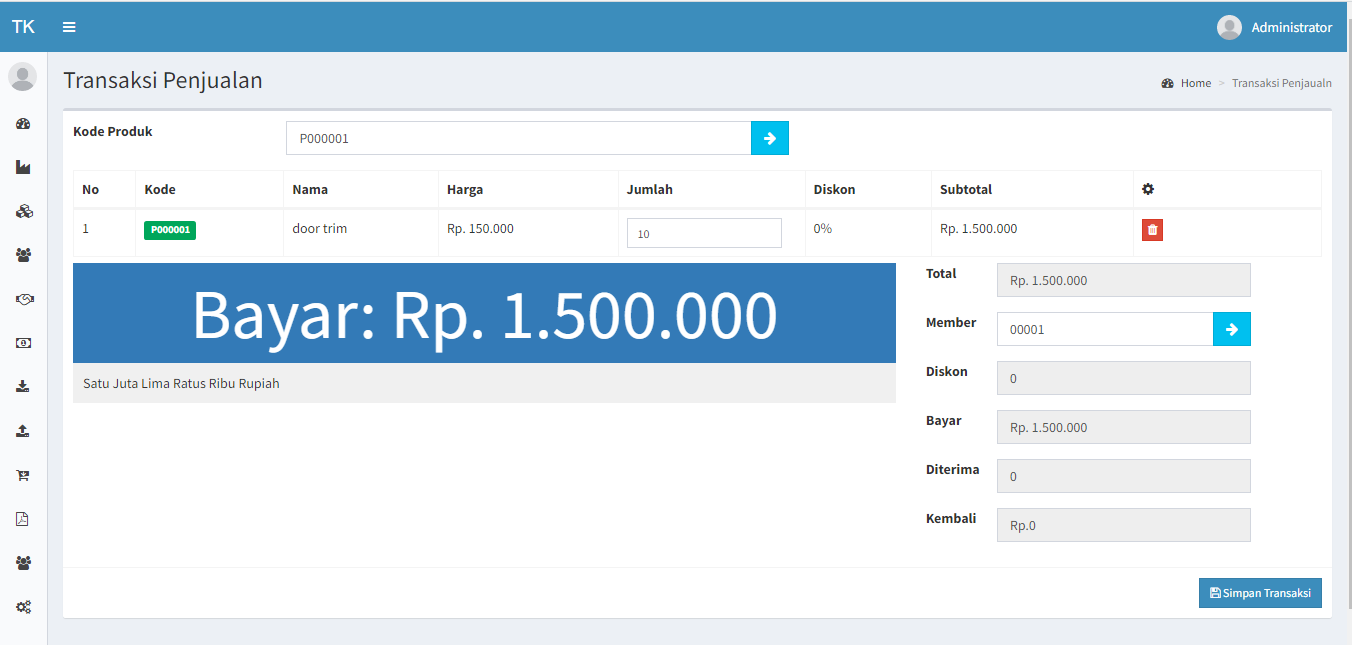 TK
Administrator
Transaksi Penjualan
Home > Transaksi Penjaualn
Kode Produk
P000001
No Kode Nama Harga Jumlah Diskon Subtotal
1 P000001 door trim Rp. 150.000 10 0% Rp. 1.500.000
Bayar: Rp. 1.500.000
Satu Juta Lima Ratus Ribu Rupiah
Total Rp. 1.500.000
Member 00001
Diskon 0
Bayar Rp. 1.500.000
Diterima 0
Kembali Rp.0
Simpan Transaksi